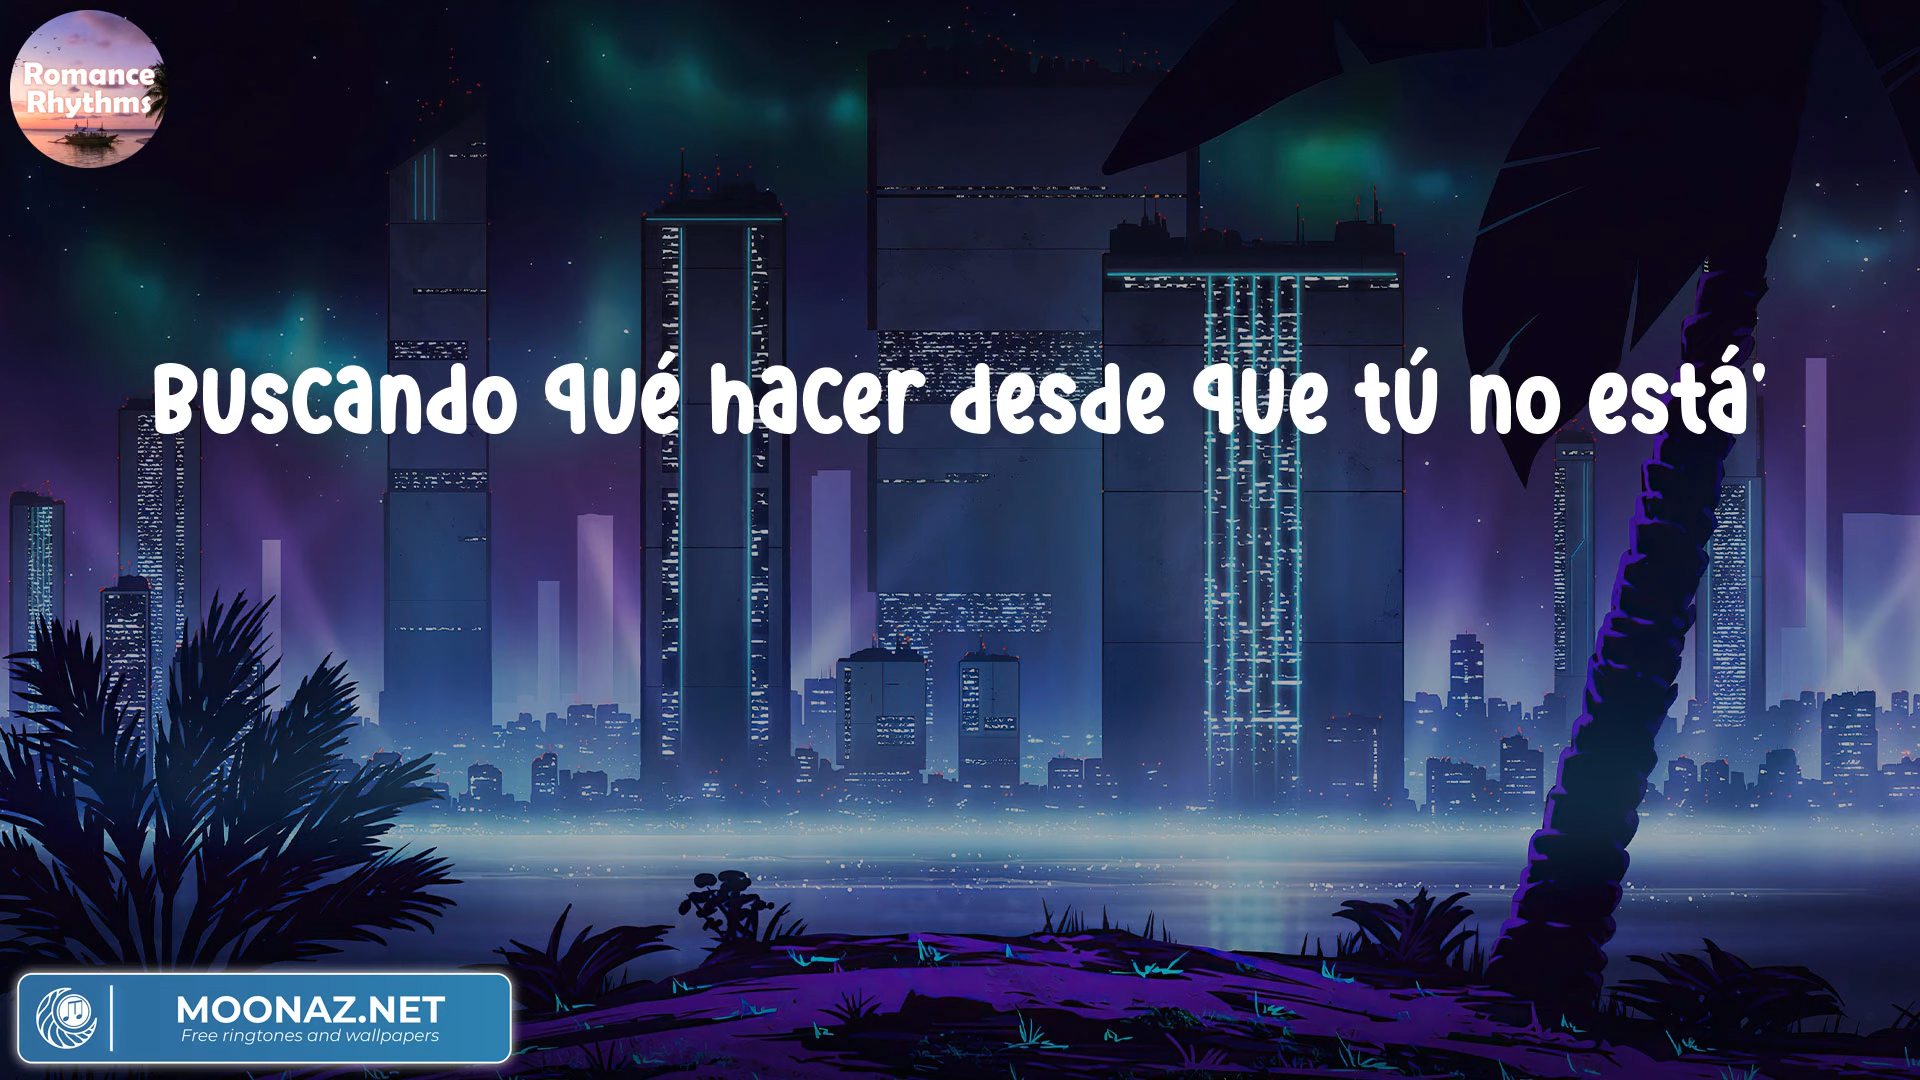 Romance
Rhythms
Buscando qué hacer desde que tú no está'
MOONAZ.NET
Free ringtones and wallpapers